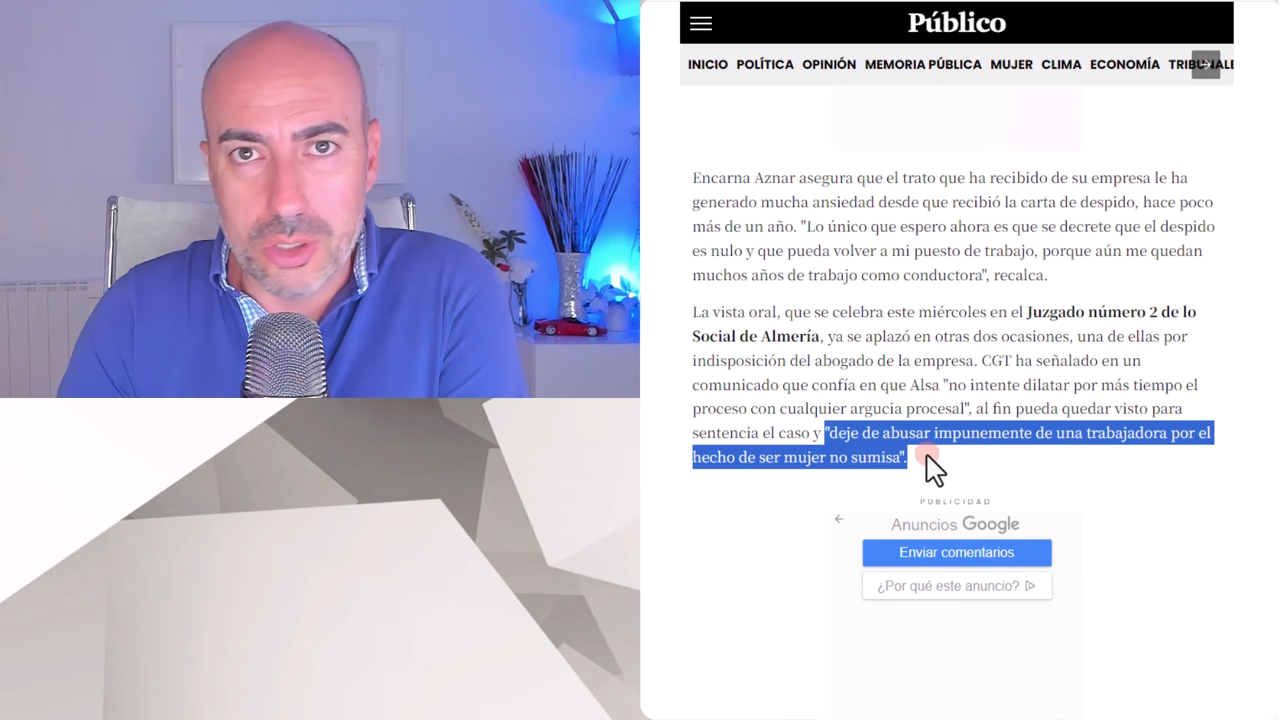 Público
INICIO POLÍTICA OPINIÓN MEMORIA PÚBLICA MUJER CLIMA ECONOMÍA TRIBUNALE
Encarna Aznar asegura que el trato que ha recibido de su empresa le ha
generado mucha ansiedad desde que recibió la carta de despido, hace poco
más de un año. "Lo único que espero ahora es que se decrete que el despido
es nulo y que pueda volver a mi puesto de trabajo, porque aún me quedan
muchos años de trabajo como conductora", recalca.
La vista oral, que se celebra este miércoles en el Juzgado número 2 de lo
Social de Almería, ya se aplazó en otras dos ocasiones, una de ellas por
indisposición del abogado de la empresa. CGT ha señalado en un
comunicado que confía en que Alsa "no intente dilatar por más tiempo el
proceso con cualquier argucia procesal", al fin pueda quedar visto para
sentencia el caso y "deje de abusar impunemente de una trabajadora por el
hecho de ser mujer no sumisa".
PUBLICIDAD
Anuncios Google
Enviar comentarios
¿Por qué este anuncio?